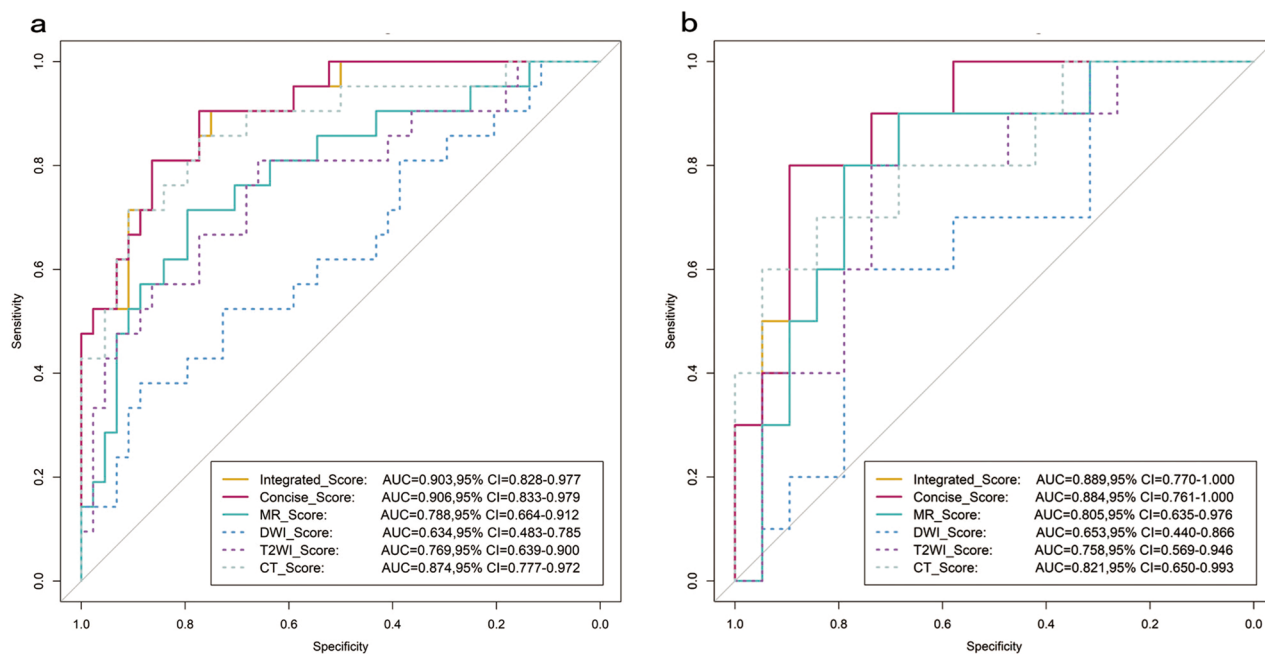 a
b
1.0
0.8
0.6
0.4
0.2
0.0
Sensitivity
Integrated_Score: AUC=0.903,95% CI=0.828-0.977
Concise_Score: AUC=0.906,95% CI=0.833-0.979
MR_Score: AUC=0.788,95% CI=0.664-0.912
DWI_Score: AUC=0.634,95% CI=0.483-0.785
T2WI_Score: AUC=0.769,95% CI=0.639-0.900
CT_Score: AUC=0.874,95% CI=0.777-0.972
1.0 0.8 0.6 0.4 0.2 0.0
Specificity
1.0
0.8
0.6
0.4
0.2
0.0
Sensitivity
Integrated_Score: AUC=0.889,95% CI=0.770-1.000
Concise_Score: AUC=0.884,95% CI=0.761-1.000
MR_Score: AUC=0.805,95% CI=0.635-0.976
DWI_Score: AUC=0.653,95% CI=0.440-0.866
T2WI_Score: AUC=0.758,95% CI=0.569-0.946
CT_Score: AUC=0.821,95% CI=0.650-0.993
1.0 0.8 0.6 0.4 0.2 0.0
Specificity